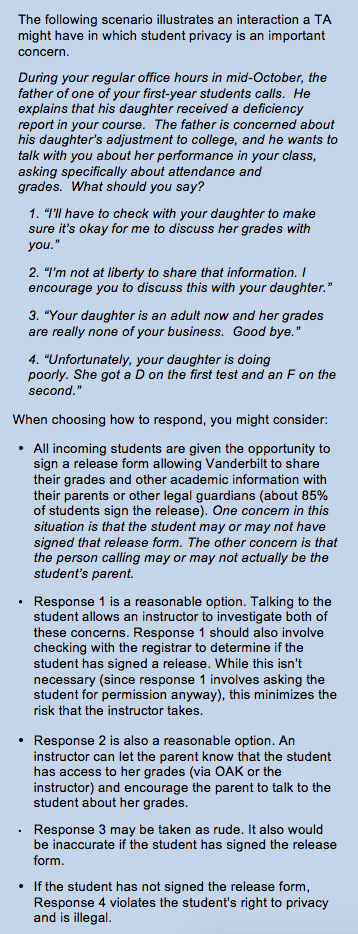 The following scenario illustrates an interaction a TA
might have in which student privacy is an important
concern.
During your regular office hours in mid-October, the
father of one of your first-year students calls.  He
explains that his daughter received a deficiency
report in your course.  The father is concerned about
his daughter's adjustment to college, and he wants to
talk with you about her performance in your class,
asking specifically about attendance and
grades.  What should you say?
1. "I'll have to check with your daughter to make
sure it's okay for me to discuss her grades with
you."
2. "I'm not at liberty to share that information. I
encourage you to discuss this with your daughter."
3. "Your daughter is an adult now and her grades
are really none of your business.  Good bye."
4. "Unfortunately, your daughter is doing
poorly. She got a D on the first test and an F on the
second."
When choosing how to respond, you might consider:
• All incoming students are given the opportunity to
sign a release form allowing Vanderbilt to share
their grades and other academic information with
their parents or other legal guardians (about 85%
of students sign the release). One concern in this
situation is that the student may or may not have
signed that release form. The other concern is that
the person calling may or may not actually be the
student's parent.
• Response 1 is a reasonable option. Talking to the
student allows an instructor to investigate both of
these concerns. Response 1 should also involve
checking with the registrar to determine if the
student has signed a release. While this isn't
necessary (since response 1 involves asking the
student for permission anyway), this minimizes the
risk that the instructor takes.
• Response 2 is also a reasonable option. An
instructor can let the parent know that the student
has access to her grades (via OAK or the
instructor) and encourage the parent to talk to the
student about her grades.
• Response 3 may be taken as rude. It also would
be inaccurate if the student has signed the release
form.
• If the student has not signed the release form,
Response 4 violates the student's right to privacy
and is illegal.